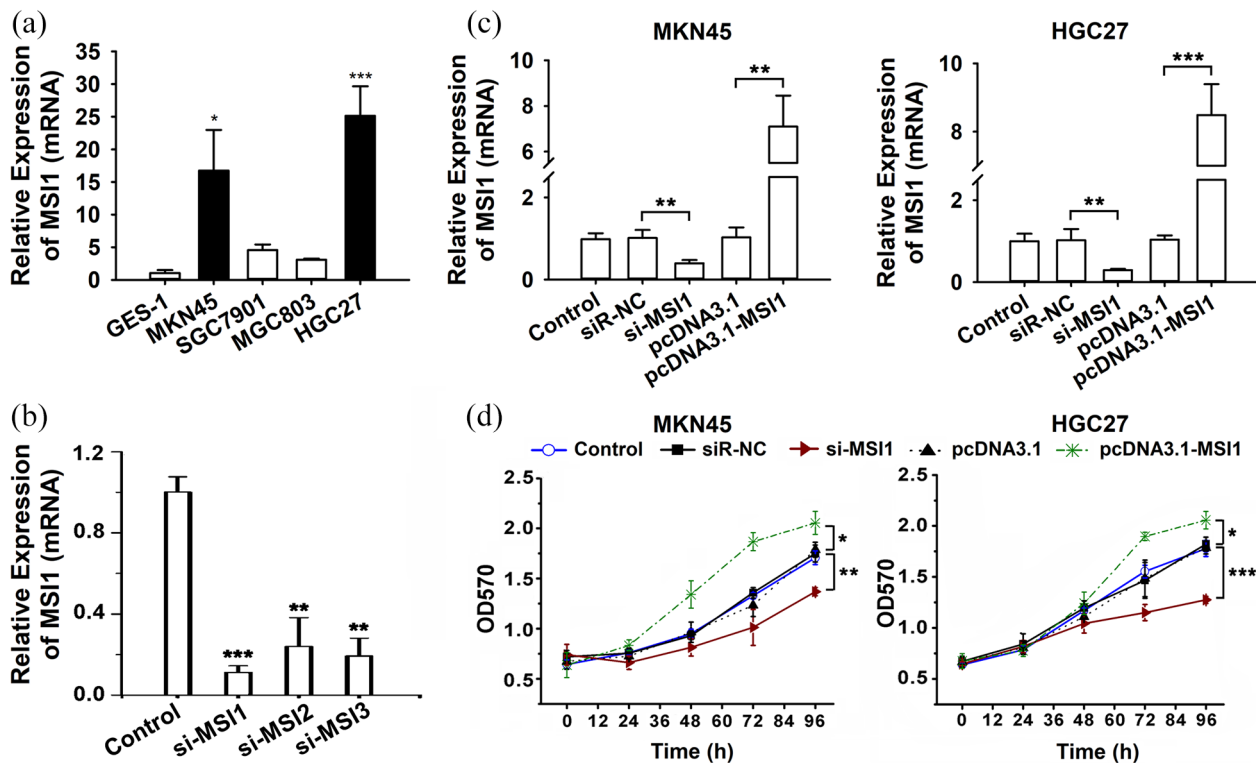 (a)
Relative Expression
of MSI1 (mRNA)
35
30
25
20
15
10
5
0
*
***
GES-1
MKN45
SGC7901
MGC803
HGC27
(c)
MKN45
Relative Expression
of MSI1 (mRNA)
10
8
6
2
0
**
**
Control
siR-NC
si-MSI1
pcDNA3.1
pcDNA3.1-MSI1
HGC27
Relative Expression
of MSI1 (mRNA)
10
8
2
0
**
***
Control
siR-NC
si-MSI1
pcDNA3.1
pcDNA3.1-MSI1
(b)
Relative Expression
of MSI1 (mRNA)
1.2
0.8
0.4
0.0
***
**
**
Control
si-MSI1
si-MSI2
si-MSI3
(d)
MKN45
HGC27
Control siR-NC si-MSI1 pcDNA3.1 pcDNA3.1-MSI1
OD570
2.5
2.0
1.5
1.0
0.5
*
**
0 12 24 36 48 60 72 84 96
Time (h)
OD570
2.5
2.0
1.5
1.0
0.5
*
***
0 12 24 36 48 60 72 84 96
Time (h)